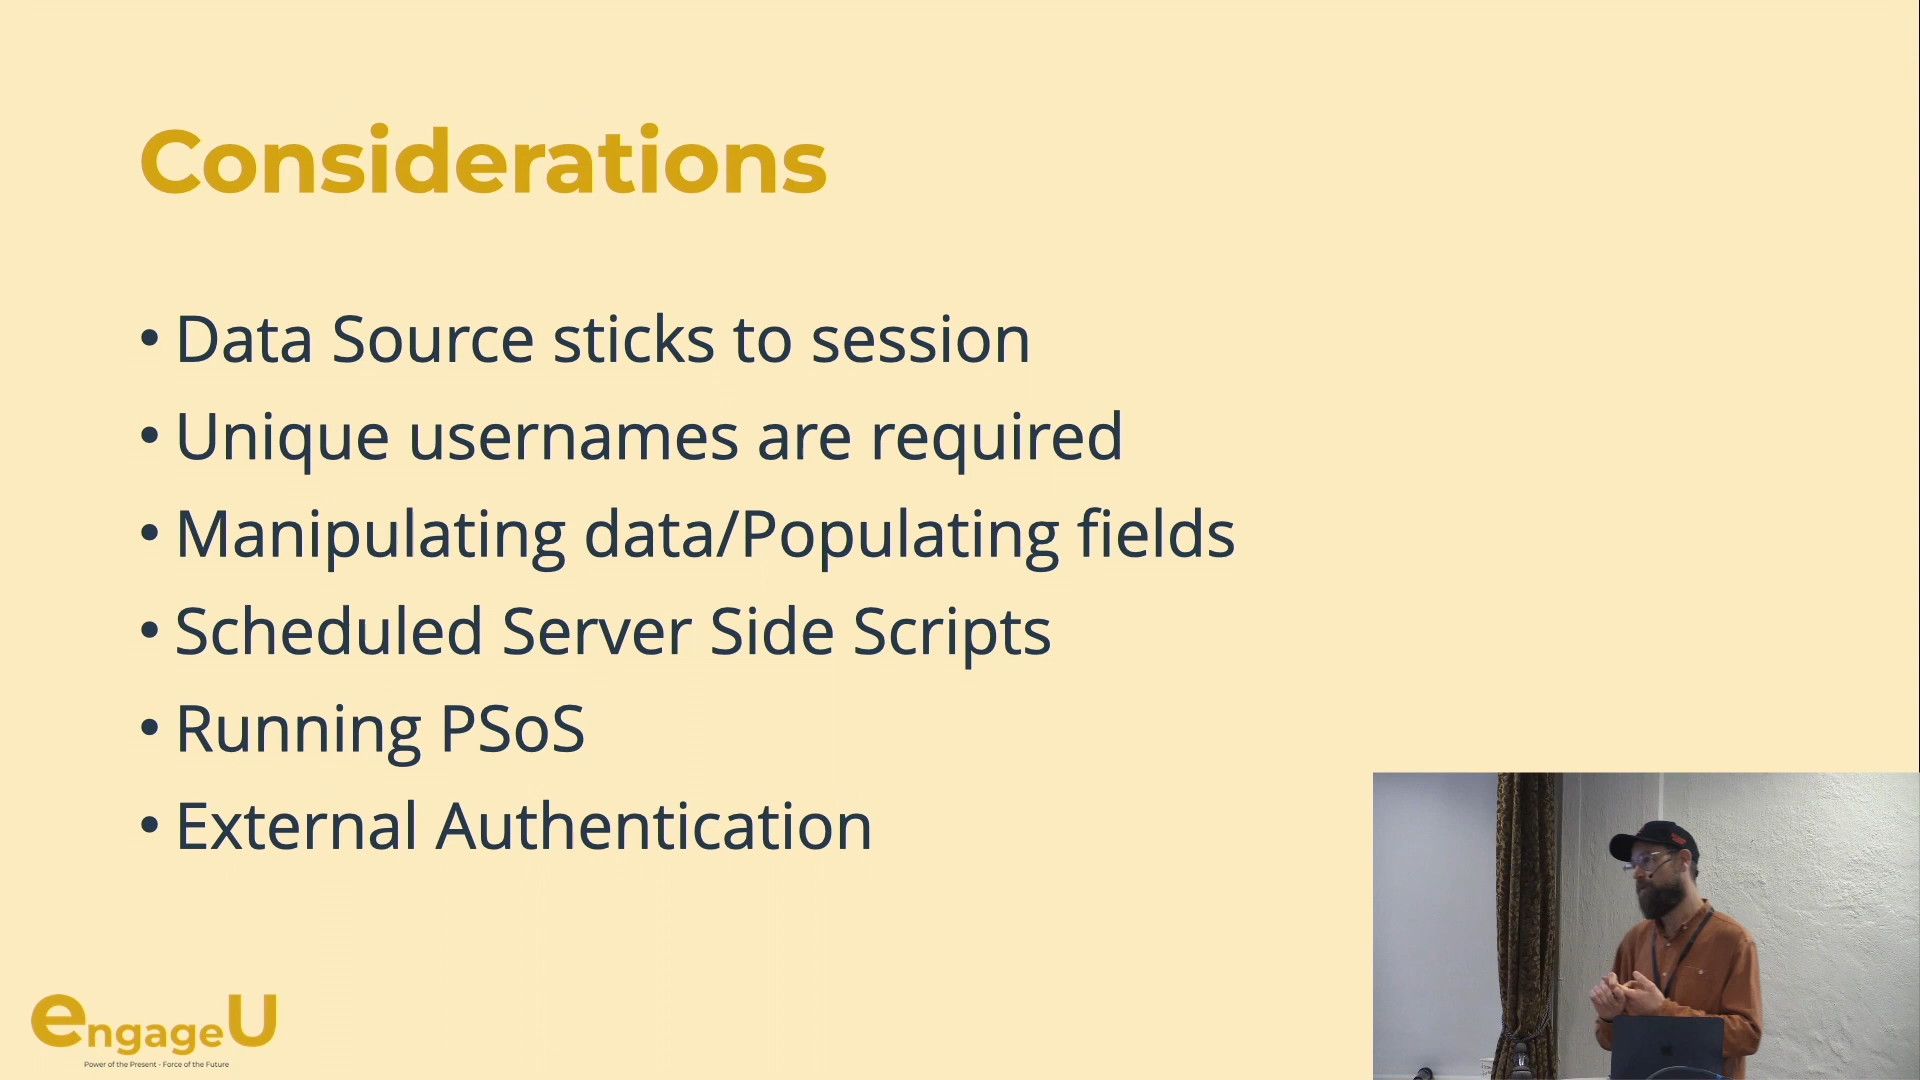 Considerations
• Data Source sticks to session
• Unique usernames are required
• Manipulating data/Populating fields
• Scheduled Server Side Scripts
• Running PSoS
• External Authentication
engageU
Power of the Present - Force of the Future